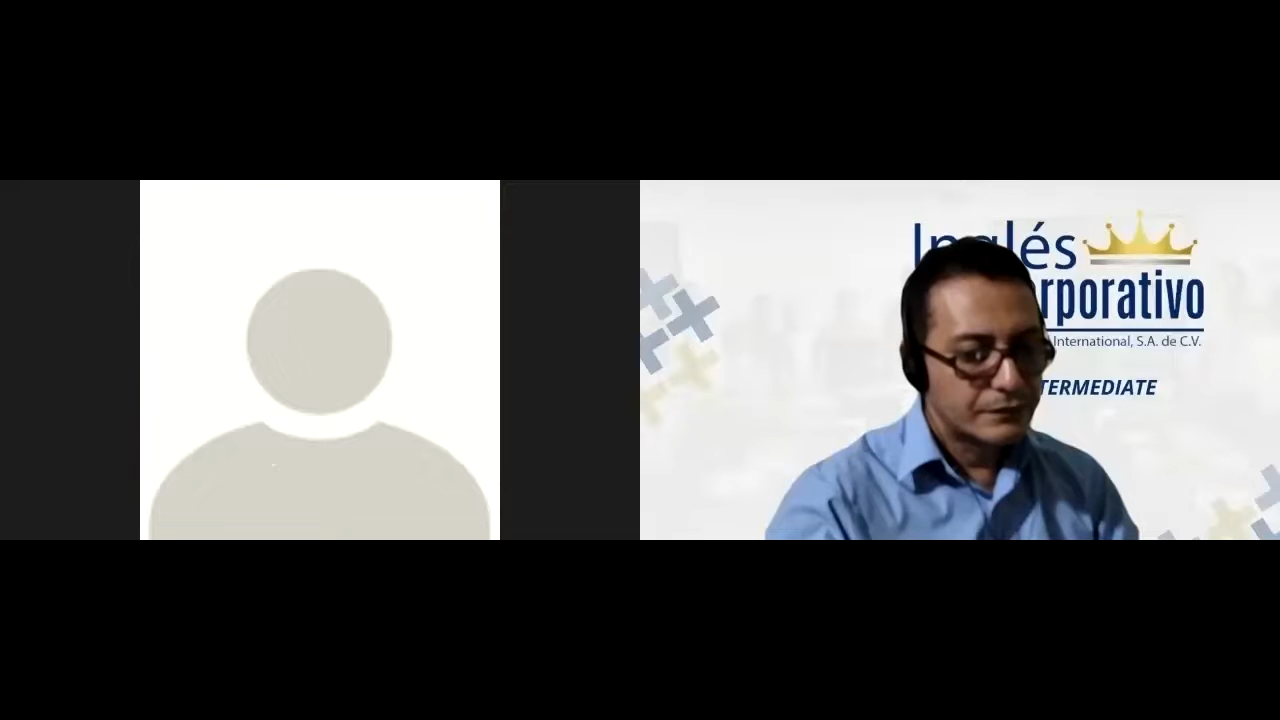 Inglés
rporativo
International, S.A. de C.V.
TERMEDIATE